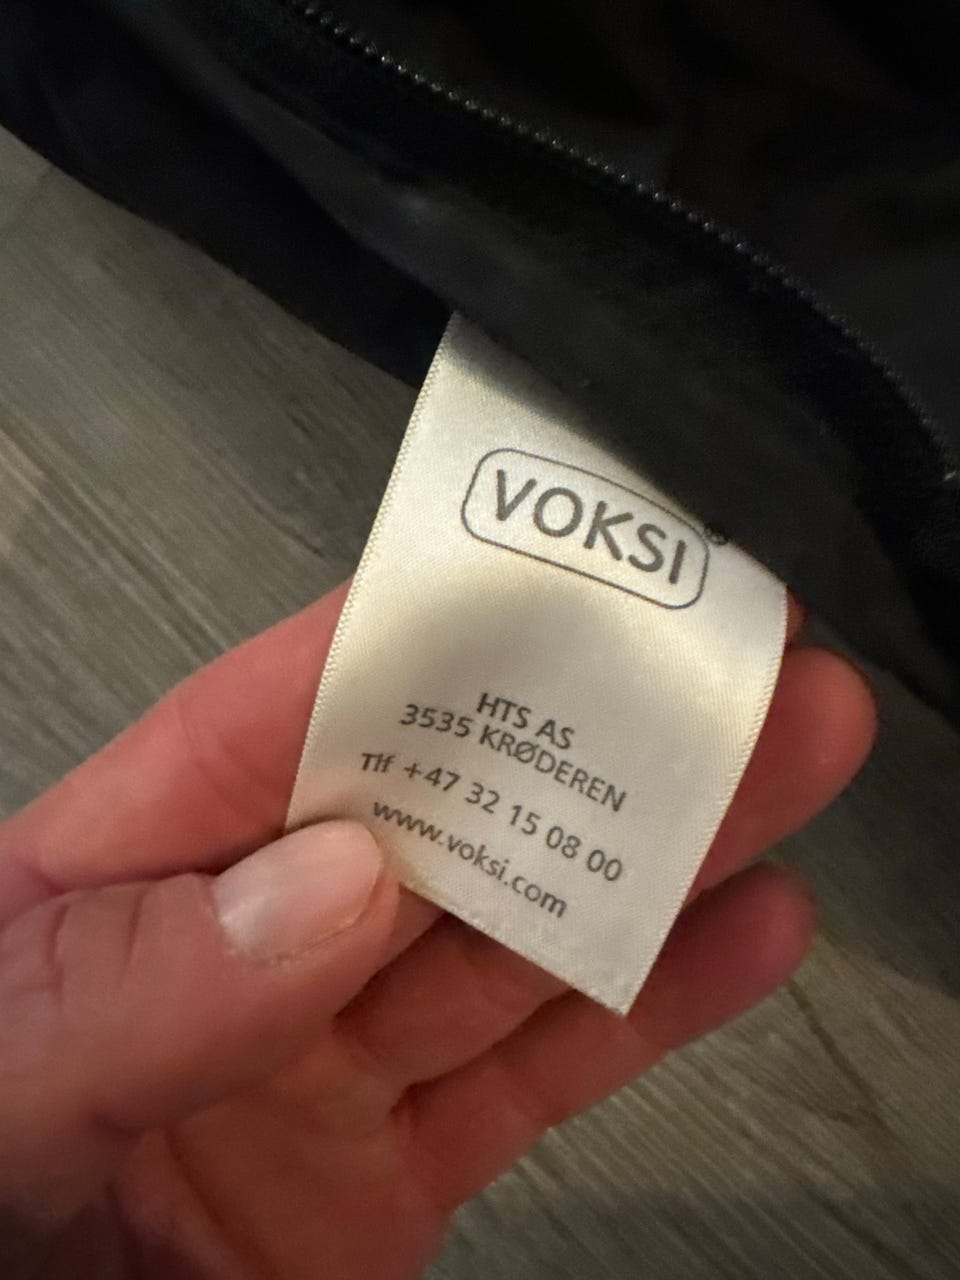 VOKSI®
HTS AS
3535 KRØDEREN
Tlf +47 32 15 08 00
www.voksi.com